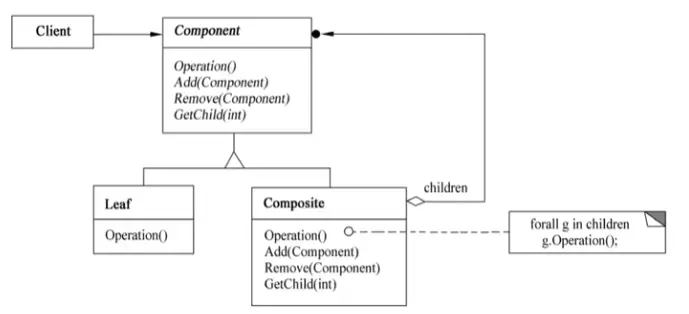 Client
Component
Operation()
Add(Component)
Remove(Component)
GetChild(int)
children
Leaf
Operation()
Composite
Operation()
Add(Component)
Remove(Component)
GetChild(int)
forall g in children
g.Operation();